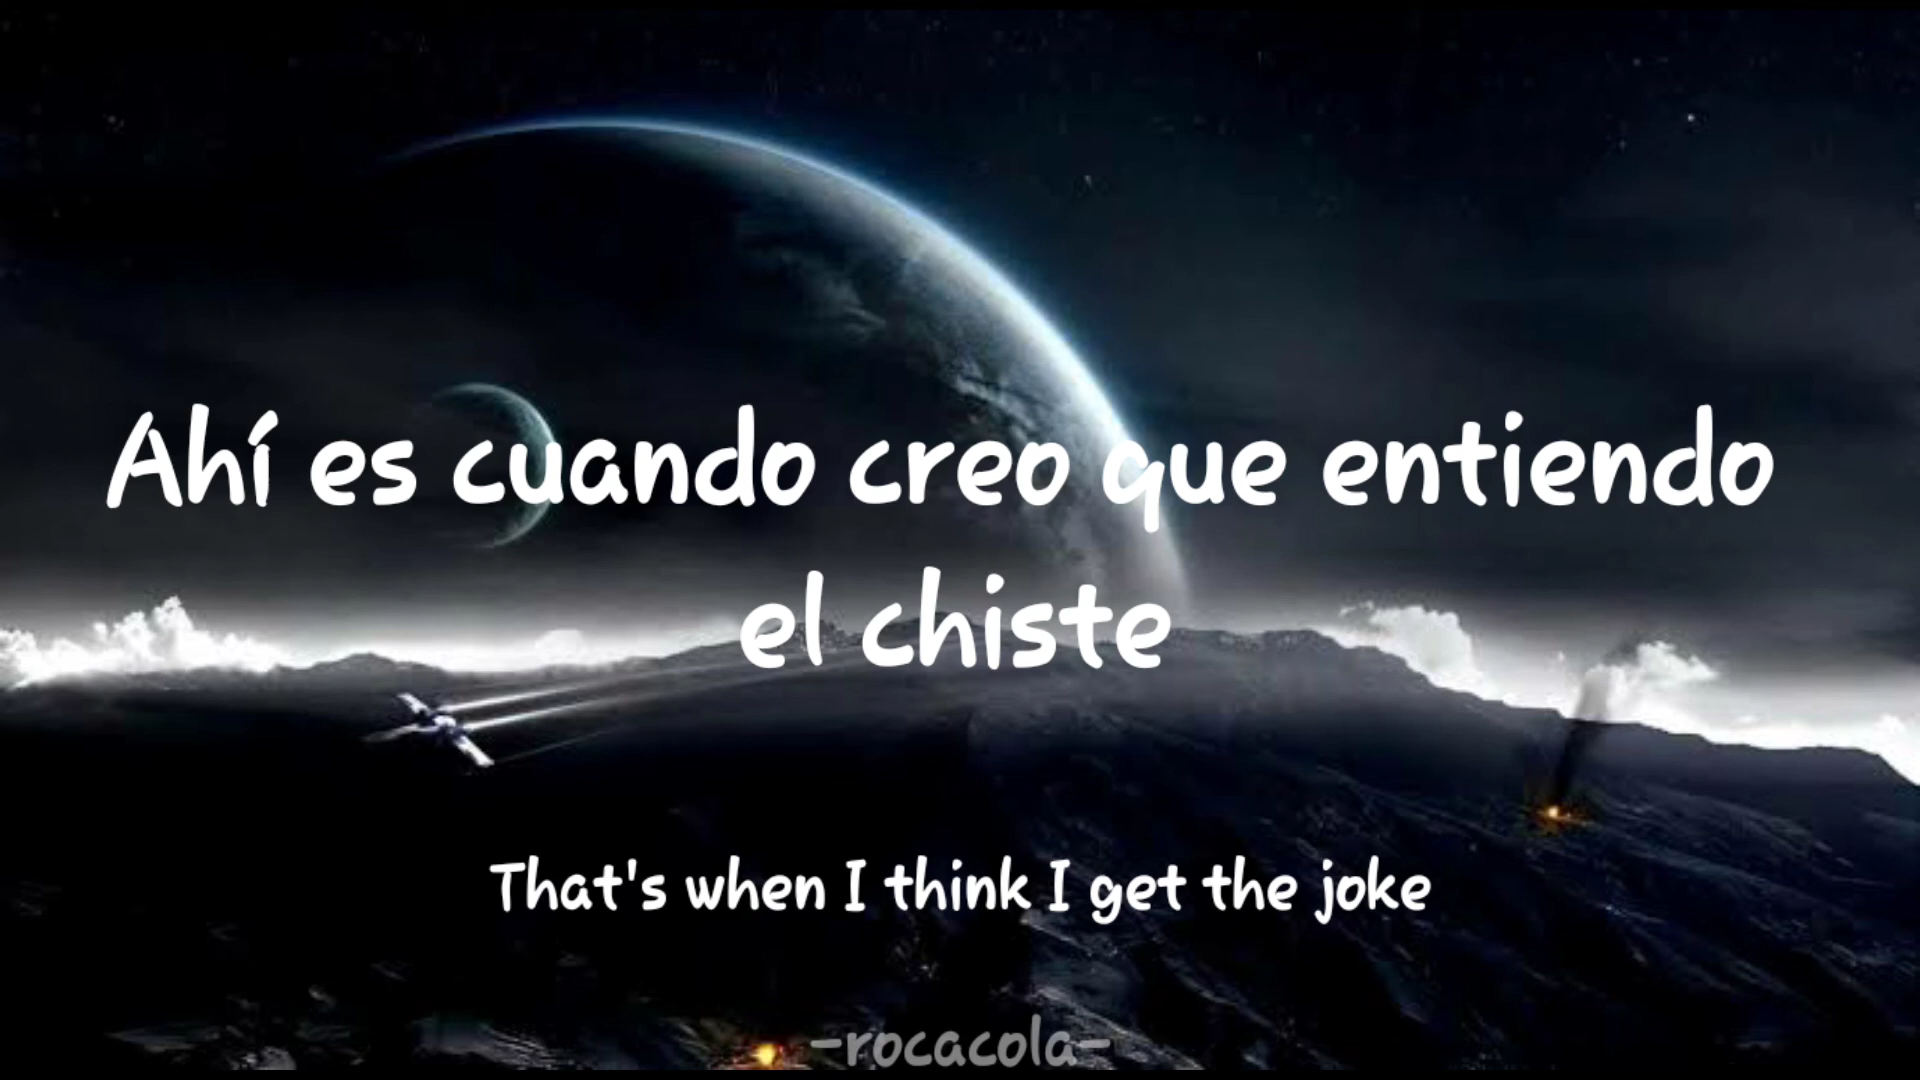 Ahí es cuando creo que entiendo
el chiste
That's when I think I get the joke
-rocacola-